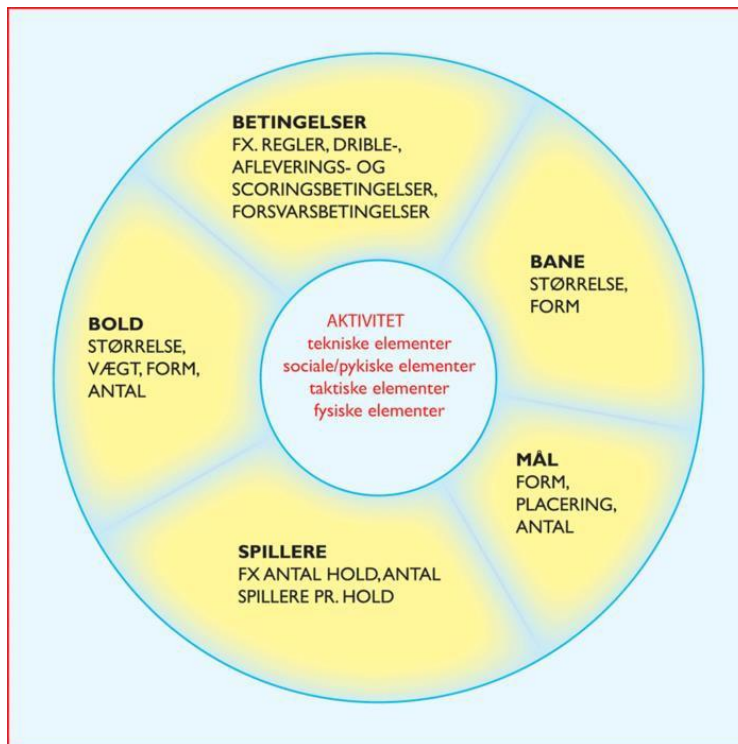 BETINGELSER
FX. REGLER, DRIBLE-,
AFLEVERINGS- OG
SCORINGSBETINGELSER,
FORSVARSBETINGELSER
BANE
STØRRELSE,
FORM
BOLD
STØRRELSE,
VÆGT, FORM,
ANTAL
AKTIVITET
tekniske elementer
sociale/pykiske elementer
taktiske elementer
fysiske elementer
MÅL
FORM,
PLACERING,
ANTAL
SPILLERE
FX ANTAL HOLD, ANTAL
SPILLERE PR. HOLD